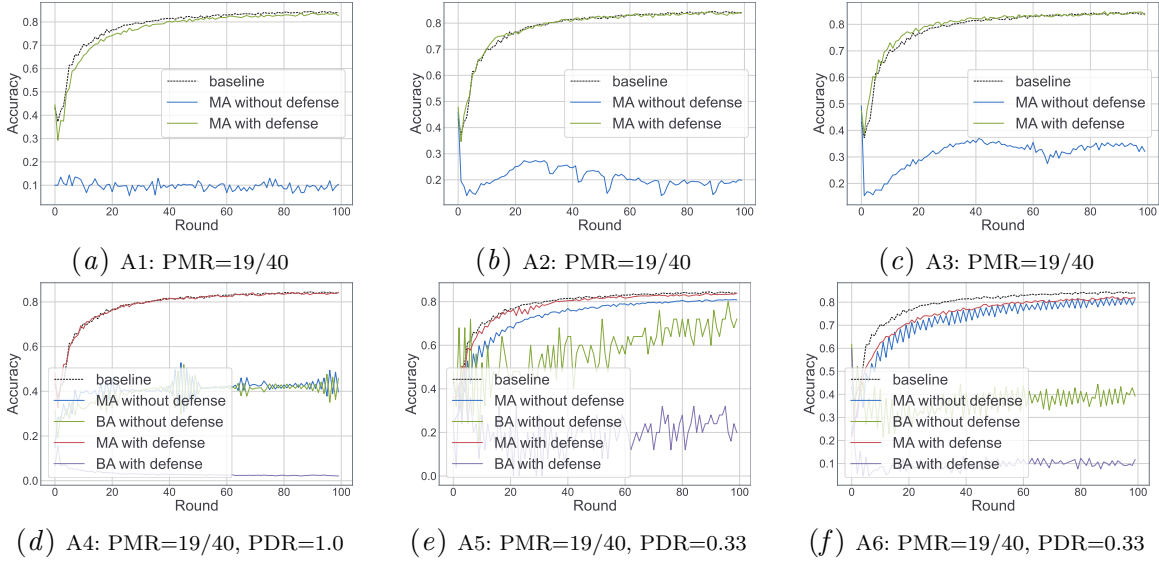 Accuracy
0.8
0.7
0.6
0.5
0.4
0.3
0.2
0.1
baseline
MA without defense
MA with defense
0 20 40 60 80 100
Round
(a) A1: PMR=19/40
Accuracy
0.8
0.7
0.6
0.5
0.4
0.3
0.2
baseline
MA without defense
MA with defense
0 20 40 60 80 100
Round
(b) A2: PMR=19/40
Accuracy
0.8
0.7
0.6
0.5
0.4
0.3
0.2
baseline
MA without defense
MA with defense
0 20 40 60 80 100
Round
(c) A3: PMR=19/40
Accuracy
0.8
0.6
0.4
0.2
0.0
baseline
MA without defense
BA without defense
MA with defense
BA with defense
0 20 40 60 80 100
Round
(d) A4: PMR=19/40, PDR=1.0
Accuracy
0.8
0.6
0.4
0.2
0.0
baseline
MA without defense
BA without defense
MA with defense
BA with defense
0 20 40 60 80 100
Round
(e) A5: PMR=19/40, PDR=0.33
Accuracy
0.8
0.7
0.6
0.5
0.4
0.3
0.2
0.1
baseline
MA without defense
BA without defense
MA with defense
BA with defense
0 20 40 60 80 100
Round
(f) A6: PMR=19/40, PDR=0.33